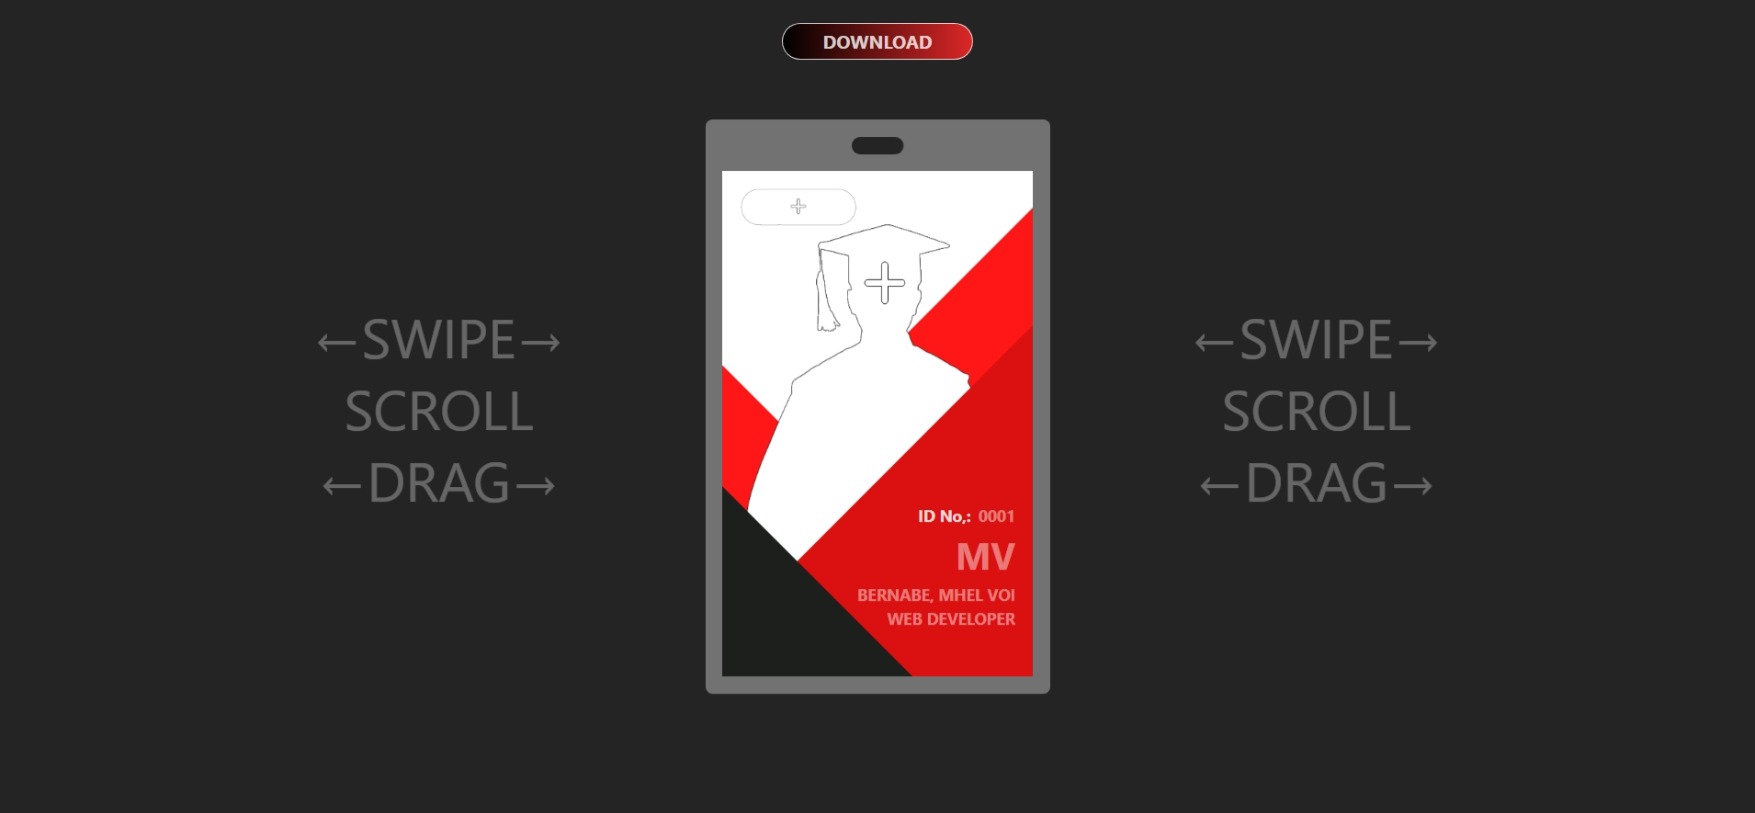 DOWNLOAD
←SWIPE→
SCROLL
←DRAG→
ID No,: 0001
MV
BERNABE, MHEL VOI
WEB DEVELOPER
←SWIPE→
SCROLL
←DRAG→